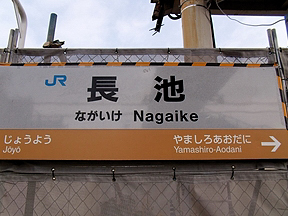 JR
長池
ながいけ Nagaike
じょうよう やましろあおだに
Jōyō Yamashiro-Aodani